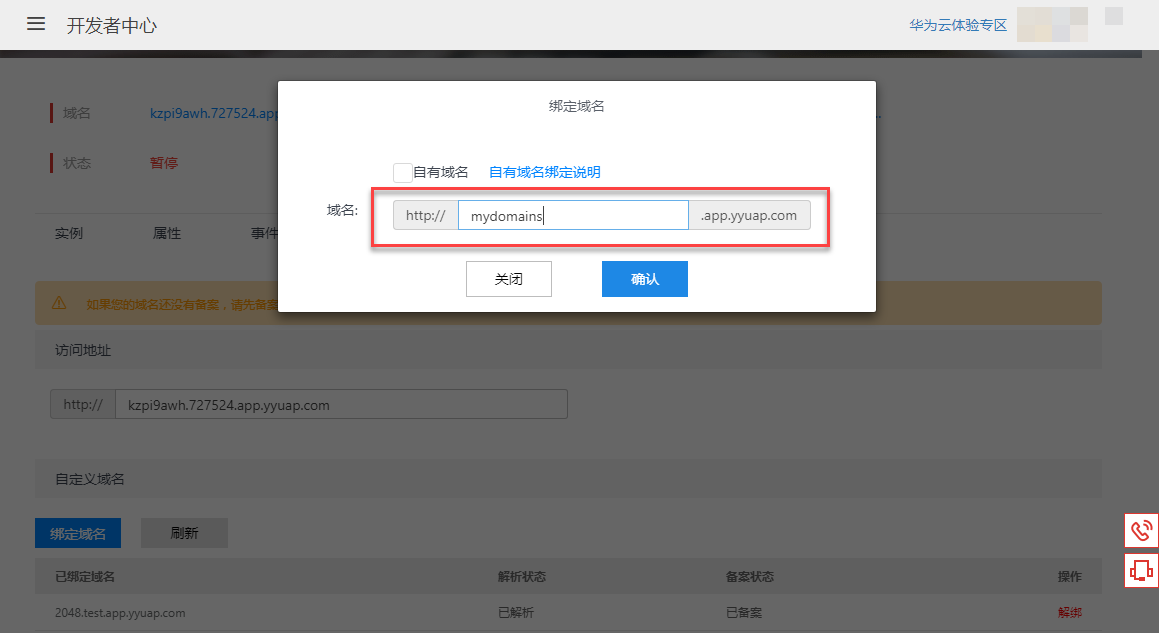 开发者中心
华为云体验专区
绑定域名
域名 kzpi9awh.727524.app
状态 暂停
自有域名 自有域名绑定说明
域名: http:// mydomains .app.yyuap.com
实例 属性 事件
关闭 确认
如果您的域名还没有备案，请先备案
访问地址
http:// kzpi9awh.727524.app.yyuap.com
自定义域名
绑定域名 刷新
已绑定域名 解析状态 备案状态 操作
2048.test.app.yyuap.com 已解析 已备案 解绑